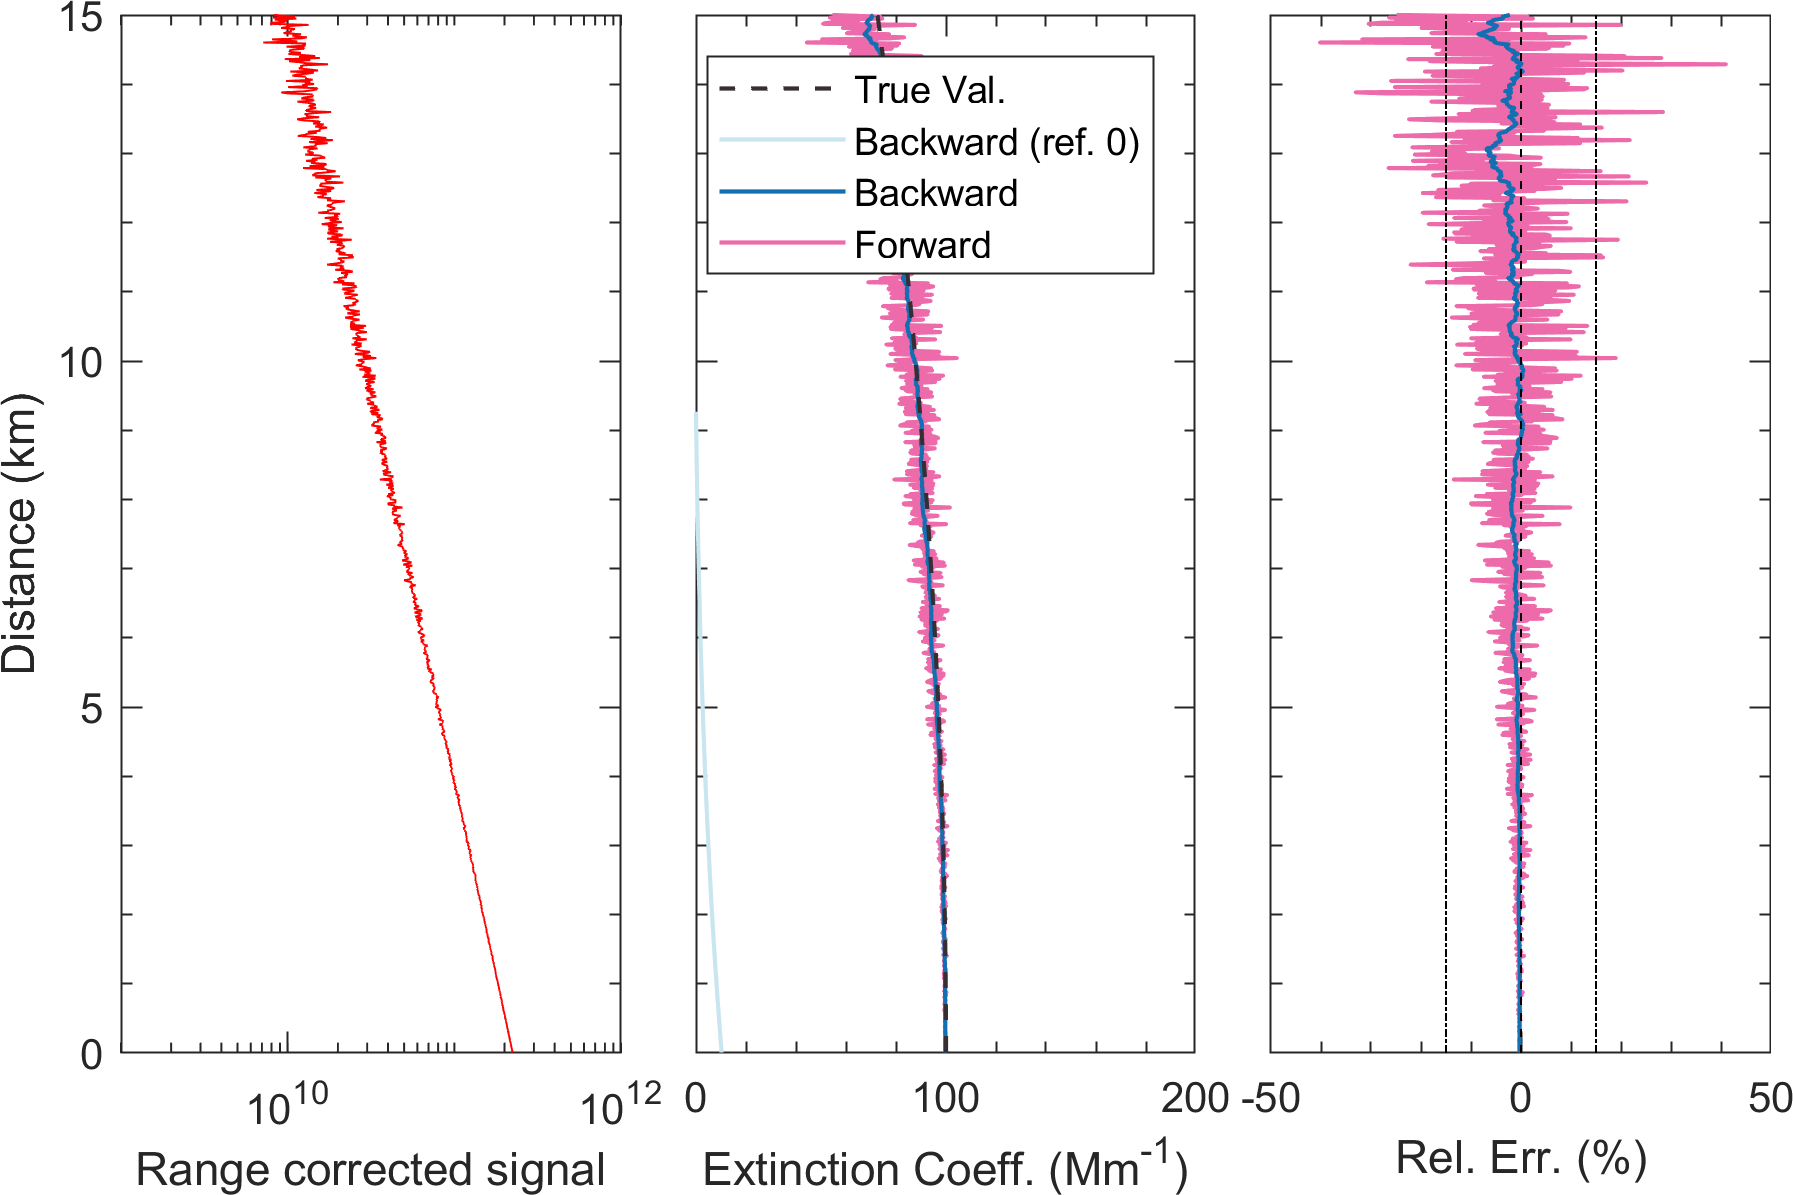 15
10
5
0
Distance (km)
10^10
10^12
Range corrected signal
True Val.
Backward (ref. 0)
Backward
Forward
0
100
200
Extinction Coeff. (Mm^-1)
-50
0
50
Rel. Err. (%)